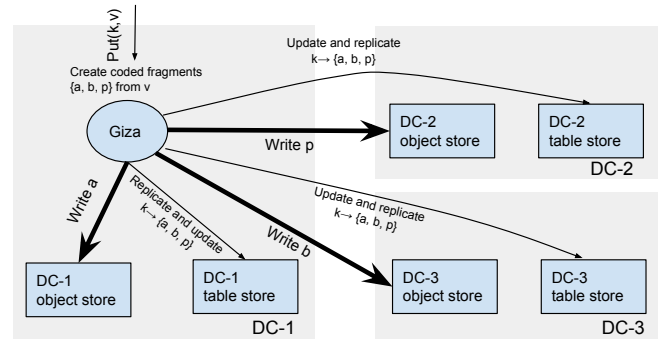 Put(k,v)
Create coded fragments
{a, b, p} from v
Giza
Update and replicate
k→ {a, b, p}
Write p
DC-2
object store
DC-2
table store
DC-2
Write a
Replicate and update
k→ {a, b, p}
Write b
Update and replicate
k→ {a, b, p}
DC-1
object store
DC-1
table store
DC-1
DC-3
object store
DC-3
table store
DC-3